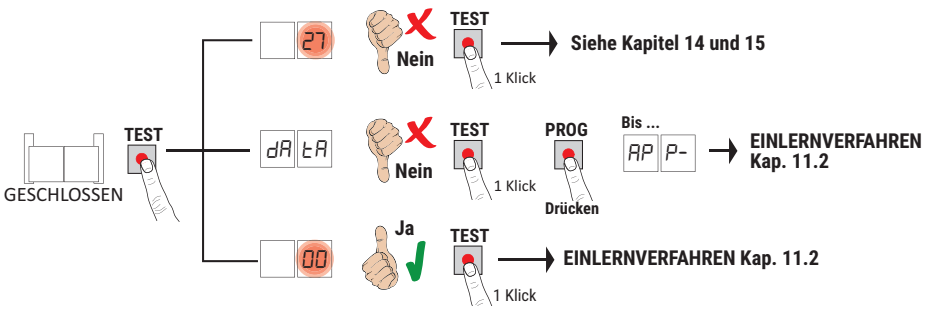 27
TEST
Nein
1 Klick
Siehe Kapitel 14 und 15
GESCHLOSSEN
TEST
dA tA
Nein
TEST
1 Klick
PROG
Drücken
Bis ...
AP P-
EINLERNVERFAHREN
Kap. 11.2
00
Ja
TEST
1 Klick
EINLERNVERFAHREN Kap. 11.2